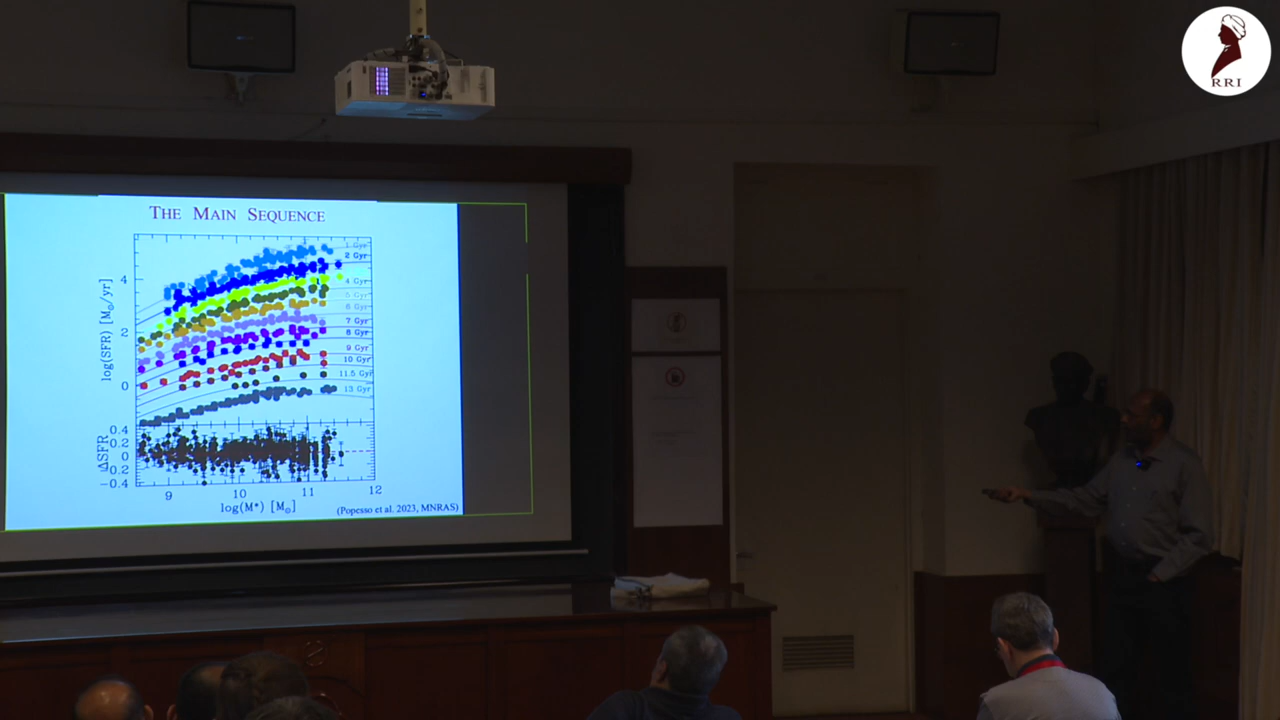 RRI
THE MAIN SEQUENCE
1 Gyr
2 Gyr
4 Gyr
5 Gyr
6 Gyr
7 Gyr
8 Gyr
9 Gyr
10 Gyr
11.5 Gyr
13 Gyr
log(SFR) [M⊙/yr]
4
2
0
ΔSFR
0.4
0.2
0
−0.2
−0.4
9 10 11 12
log(M*) [M⊙]
(Popesso et al. 2023, MNRAS)